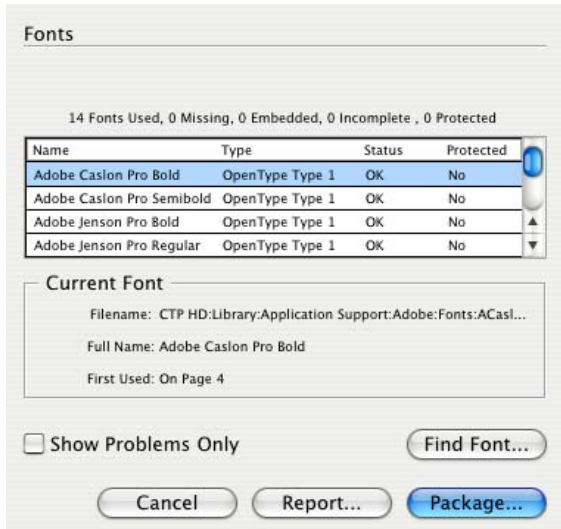 Fonts
14 Fonts Used, 0 Missing, 0 Embedded, 0 Incomplete , 0 Protected
Name Type Status Protected
Adobe Caslon Pro Bold OpenType Type 1 OK No
Adobe Caslon Pro Semibold OpenType Type 1 OK No
Adobe Jenson Pro Bold OpenType Type 1 OK No
Adobe Jenson Pro Regular OpenType Type 1 OK No
Current Font
Filename: CTP HD:Library:Application Support:Adobe:Fonts:ACasl...
Full Name: Adobe Caslon Pro Bold
First Used: On Page 4
Show Problems Only Find Font...
Cancel Report... Package...